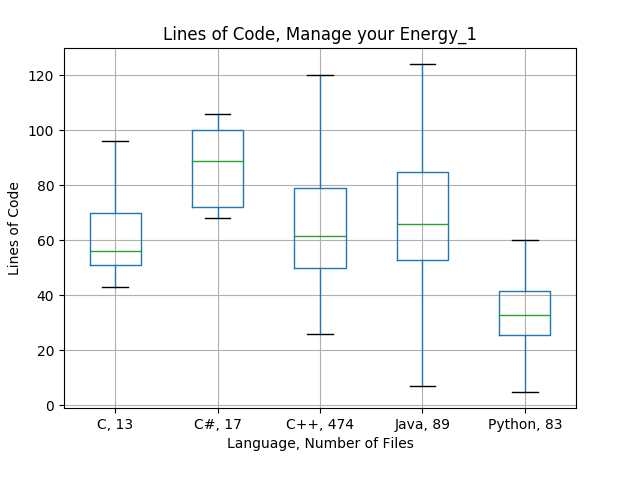 Lines of Code, Manage your Energy_1
120
100
80
60
40
20
0
Lines of Code
C, 13 C#, 17 C++, 474 Java, 89 Python, 83
Language, Number of Files